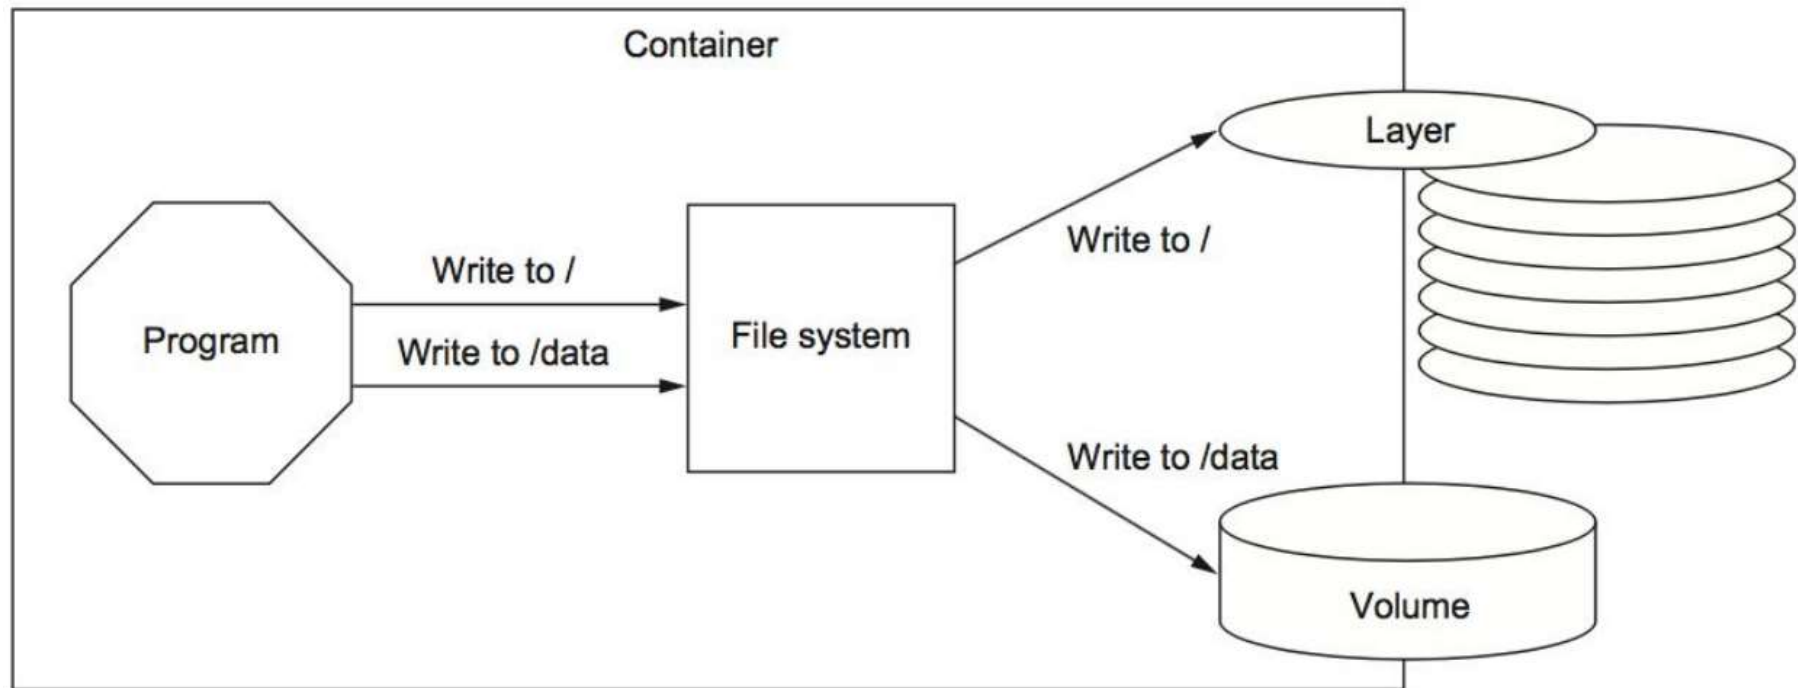 Container
Layer
Write to /
Write to /
Program
File system
Write to /data
Write to /data
Volume